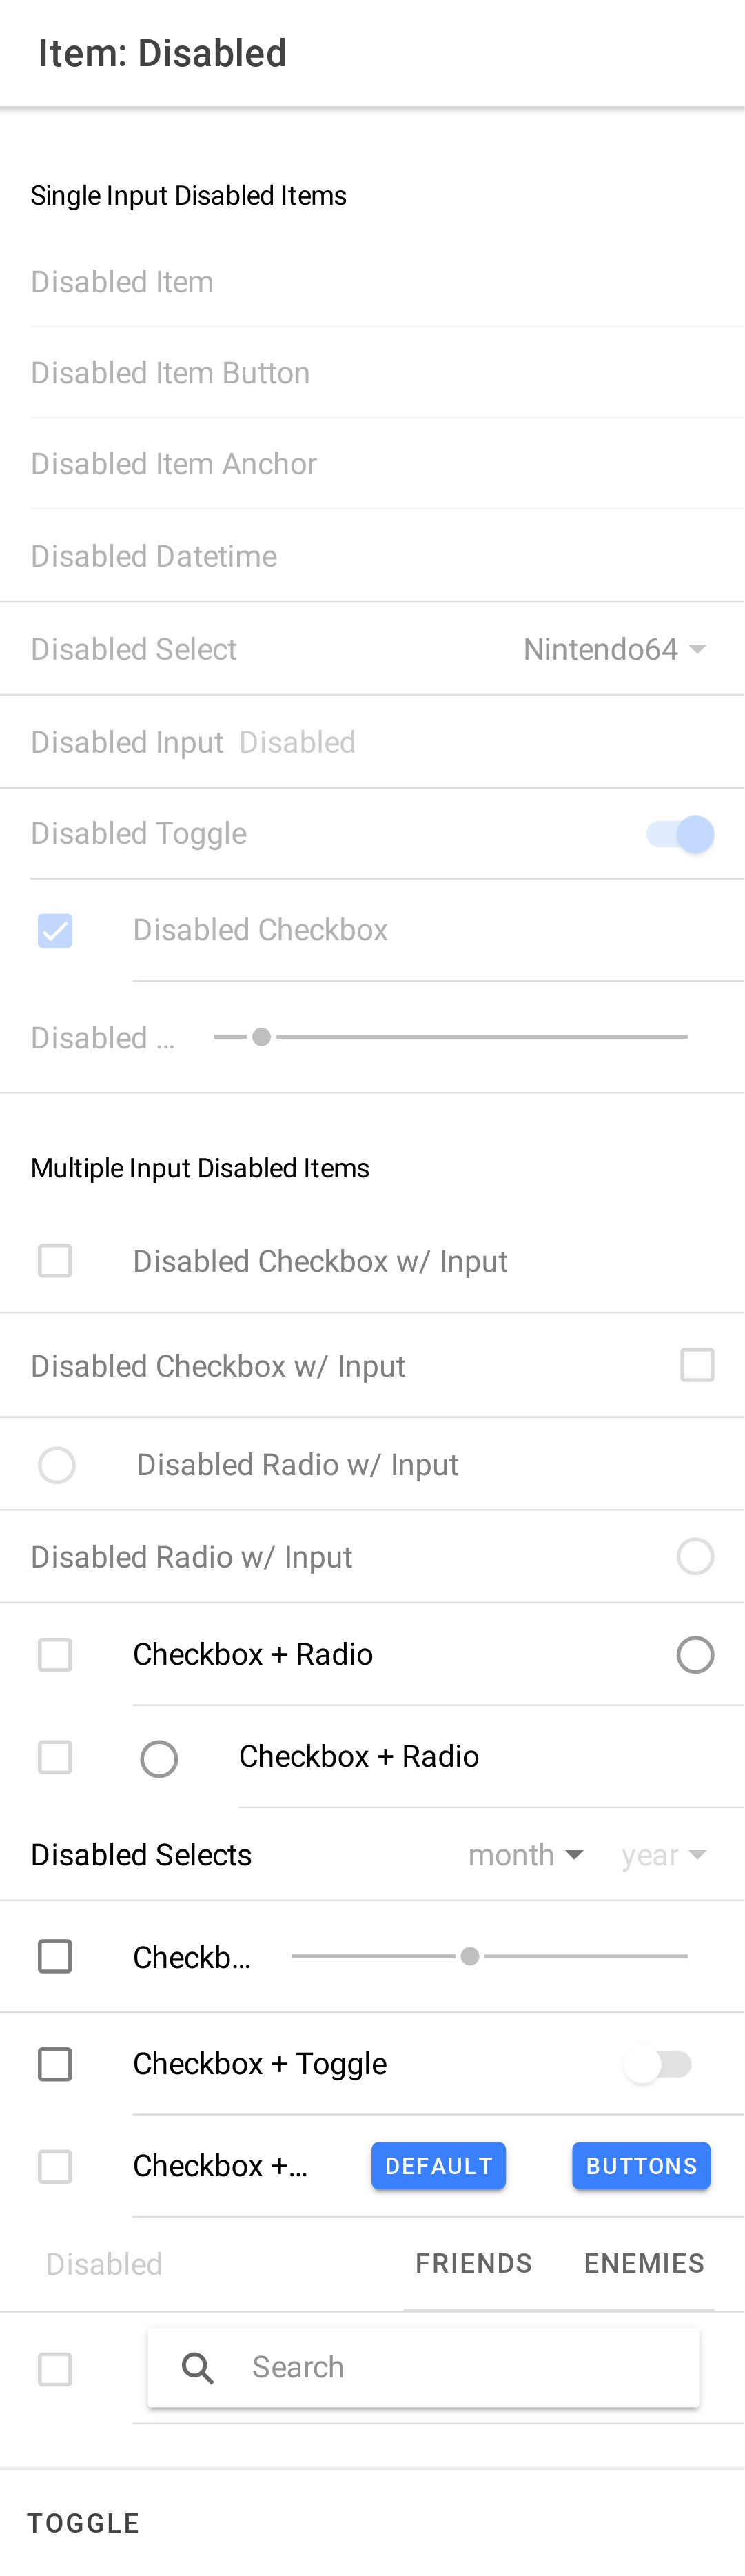 Item: Disabled
Single Input Disabled Items
Disabled Item
Disabled Item Button
Disabled Item Anchor
Disabled Datetime
Disabled Select Nintendo64
Disabled Input Disabled
Disabled Toggle
Disabled Checkbox
Disabled ...
Multiple Input Disabled Items
Disabled Checkbox w/ Input
Disabled Checkbox w/ Input
Disabled Radio w/ Input
Disabled Radio w/ Input
Checkbox + Radio
Checkbox + Radio
Disabled Selects month year
Checkb...
Checkbox + Toggle
Checkbox +... DEFAULT BUTTONS
Disabled FRIENDS ENEMIES
Search
TOGGLE